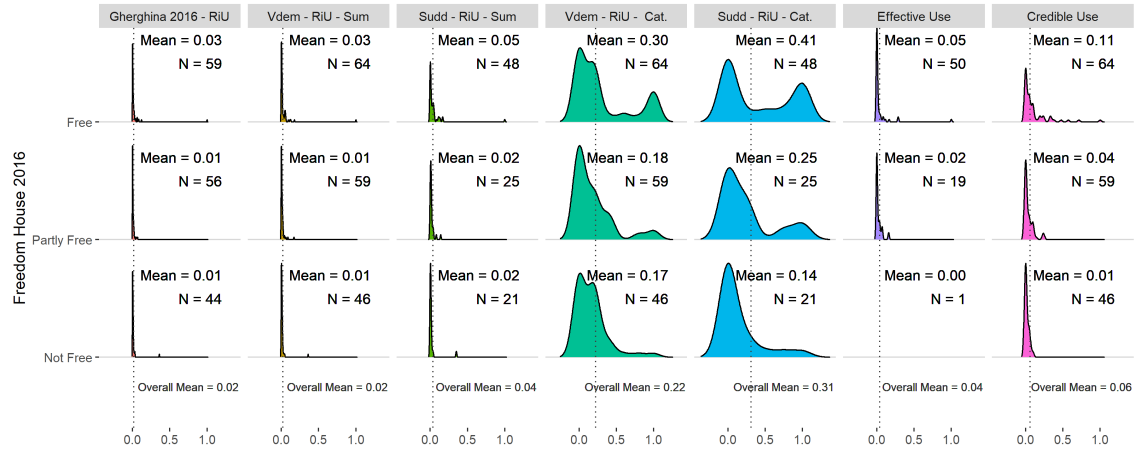 Gherghina 2016 - RiU Vdem - RiU - Sum Sudd - RiU - Sum Vdem - RiU -  Cat. Sudd - RiU - Cat. Effective Use Credible Use
Mean = 0.03 Mean = 0.03 Mean = 0.05 Mean = 0.30 Mean = 0.41 Mean = 0.05 Mean = 0.11
N = 59 N = 64 N = 48 N = 64 N = 48 N = 50 N = 64
Free
Mean = 0.01 Mean = 0.01 Mean = 0.02 Mean = 0.18 Mean = 0.25 Mean = 0.02 Mean = 0.04
N = 56 N = 59 N = 25 N = 59 N = 25 N = 19 N = 59
Freedom House 2016
Partly Free
Mean = 0.01 Mean = 0.01 Mean = 0.02 Mean = 0.17 Mean = 0.14 Mean = 0.00 Mean = 0.01
N = 44 N = 46 N = 21 N = 46 N = 21 N = 1 N = 46
Not Free
Overall Mean = 0.02 Overall Mean = 0.02 Overall Mean = 0.04 Overall Mean = 0.22 Overall Mean = 0.31 Overall Mean = 0.04 Overall Mean = 0.06
0.0 0.5 1.0 0.0 0.5 1.0 0.0 0.5 1.0 0.0 0.5 1.0 0.0 0.5 1.0 0.0 0.5 1.0 0.0 0.5 1.0